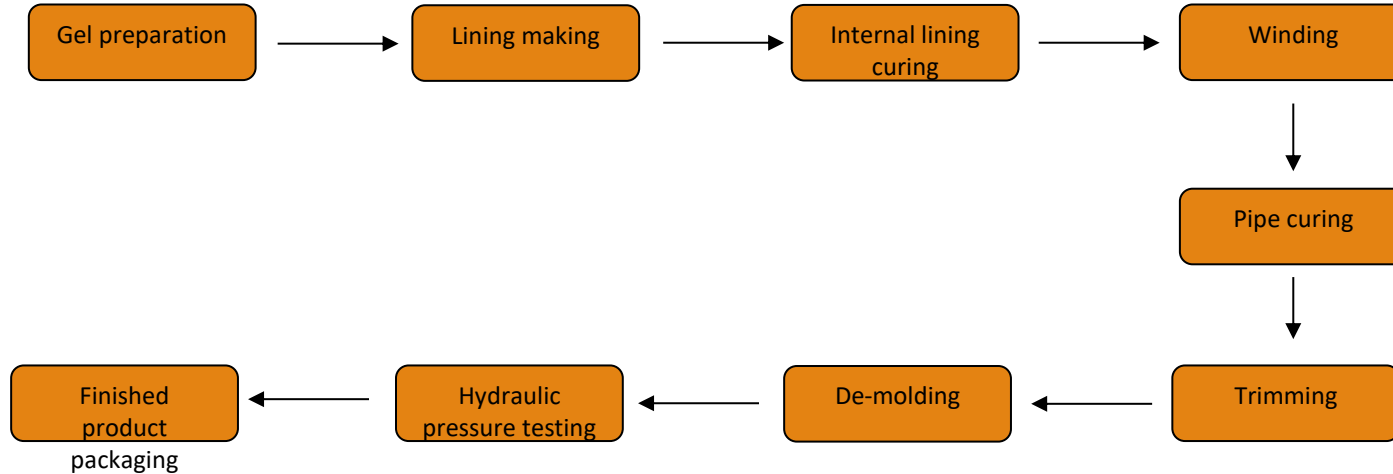 Gel preparation
Lining making
Internal lining
curing
Winding
Pipe curing
Trimming
De-molding
Hydraulic
pressure testing
Finished
product
packaging